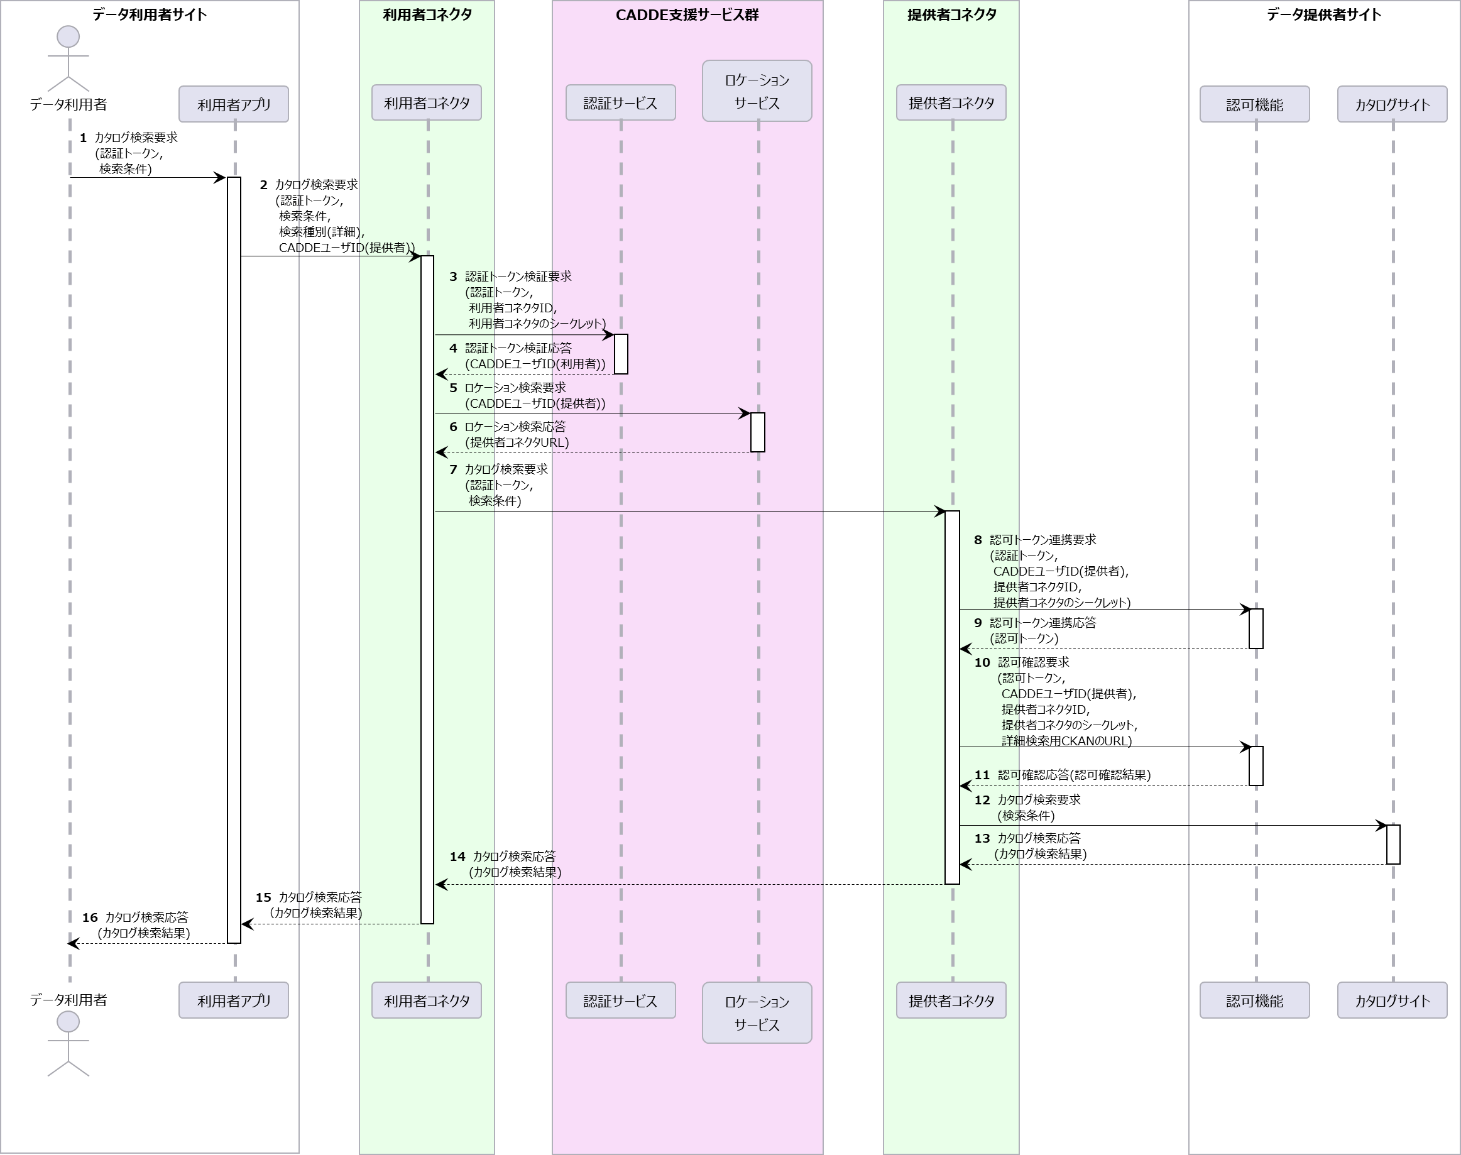 データ利用者サイト
利用者コネクタ
CADDE支援サービス群
提供者コネクタ
データ提供者サイト
データ利用者
利用者アプリ
利用者コネクタ
認証サービス
ロケーション
サービス
提供者コネクタ
認可機能
カタログサイト
1 カタログ検索要求
(認証トークン,
検索条件)
2 カタログ検索要求
(認証トークン,
検索条件,
検索種別(詳細),
CADDEユーザID(提供者))
3 認証トークン検証要求
(認証トークン,
利用者コネクタID,
利用者コネクタのシークレット)
4 認証トークン検証応答
(CADDEユーザID(利用者))
5 ロケーション検索要求
(CADDEユーザID(提供者))
6 ロケーション検索応答
(提供者コネクタURL)
7 カタログ検索要求
(認証トークン,
検索条件)
8 認可トークン連携要求
(認証トークン,
CADDEユーザID(提供者),
提供者コネクタID,
提供者コネクタのシークレット)
9 認可トークン連携応答
(認可トークン)
10 認可確認要求
(認可トークン,
CADDEユーザID(提供者),
提供者コネクタID,
提供者コネクタのシークレット,
詳細検索用CKANのURL)
11 認可確認応答(認可確認結果)
12 カタログ検索要求
(検索条件)
13 カタログ検索応答
(カタログ検索結果)
14 カタログ検索応答
(カタログ検索結果)
15 カタログ検索応答
(カタログ検索結果)
16 カタログ検索応答
(カタログ検索結果)
データ利用者
利用者アプリ
利用者コネクタ
認証サービス
ロケーション
サービス
提供者コネクタ
認可機能
カタログサイト